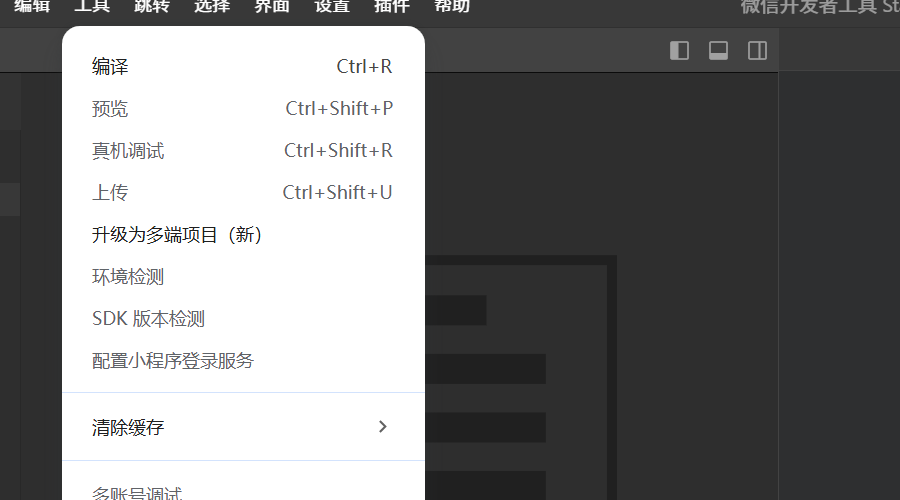 编辑 工具 跳转 选择 界面 设置 插件 帮助 微信开发者工具 St
编译 Ctrl+R
预览 Ctrl+Shift+P
真机调试 Ctrl+Shift+R
上传 Ctrl+Shift+U
升级为多端项目（新）
环境检测
SDK 版本检测
配置小程序登录服务
清除缓存
多账号调试